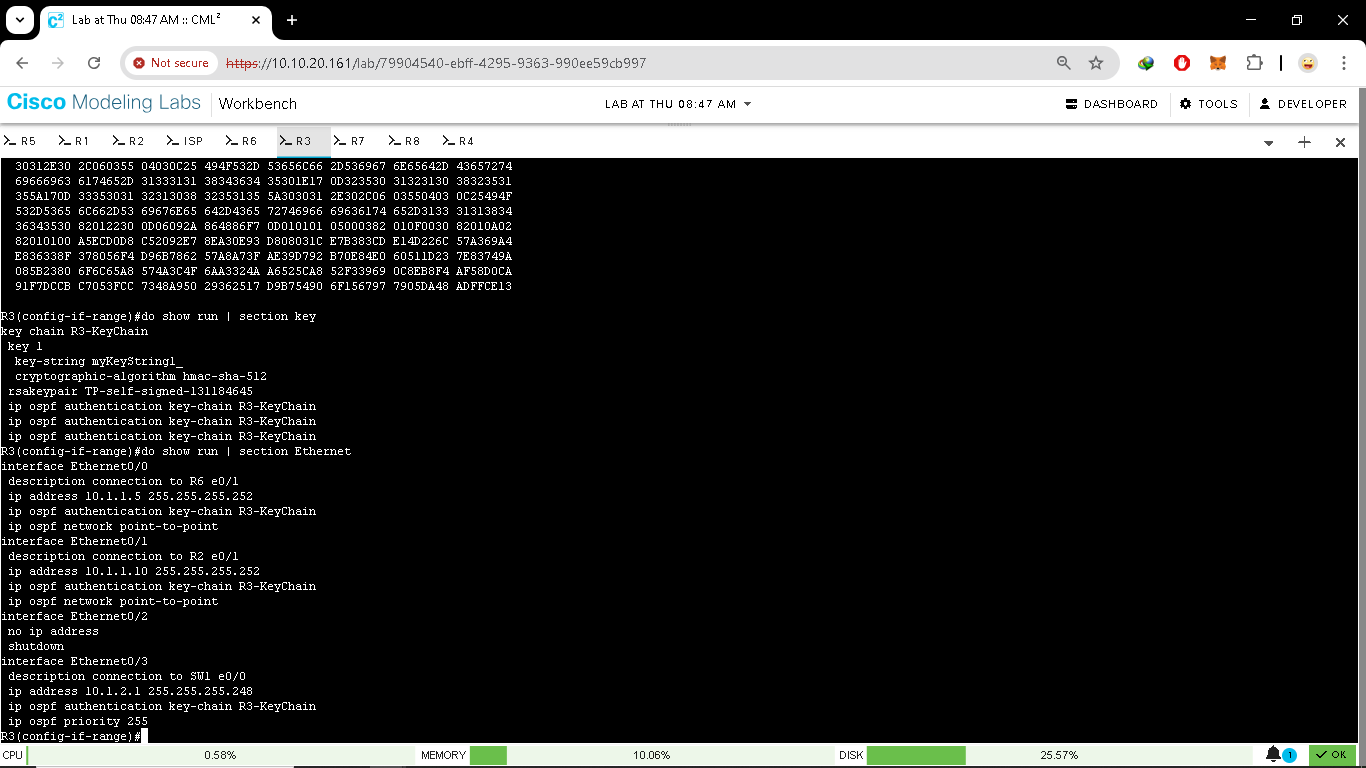 Lab at Thu 08:47 AM :: CML²
Not secure
https://10.10.20.161/lab/79904540-ebff-4295-9363-990ee59cb997
Cisco Modeling Labs
Workbench
LAB AT THU 08:47 AM
DASHBOARD
TOOLS
DEVELOPER
R5 R1 R2 ISP R6 R3 R7 R8 R4
30312E30 2C060355 04030C25 494F532D 53656C66 2D536967 6E65642D 43657274
69666963 6174652D 31333131 38343634 35301E17 0D323530 31323130 38323531
355A170D 33353031 32313038 32353135 5A303031 2E302C06 03550403 0C25494F
532D5365 6C662D53 69676E65 642D4365 72746966 69636174 652D3133 31313834
36343530 82012230 0D06092A 864886F7 0D010101 05000382 010F0030 82010A02
82010100 A5ECD0D8 C52092E7 8EA30E93 D808031C E7B383CD E14D226C 57A369A4
E836338F 378056F4 D96B7862 57A8A73F AE39D792 B70E84E0 60511D23 7E83749A
085B2380 6F6C65A8 574A3C4F 6AA3324A A6525CA8 52F33969 0C8EB8F4 AF58D0CA
91F7DCCB C7053FCC 7348A950 29362517 D9B75490 6F156797 7905DA48 ADFFCE13
R3(config-if-range)#do show run | section key
key chain R3-KeyChain
key 1
key-string myKeyString1_
cryptographic-algorithm hmac-sha-512
rsakeypair TP-self-signed-131184645
ip ospf authentication key-chain R3-KeyChain
ip ospf authentication key-chain R3-KeyChain
ip ospf authentication key-chain R3-KeyChain
R3(config-if-range)#do show run | section Ethernet
interface Ethernet0/0
description connection to R6 e0/1
ip address 10.1.1.5 255.255.255.252
ip ospf authentication key-chain R3-KeyChain
ip ospf network point-to-point
interface Ethernet0/1
description connection to R2 e0/1
ip address 10.1.1.10 255.255.255.252
ip ospf authentication key-chain R3-KeyChain
ip ospf network point-to-point
interface Ethernet0/2
no ip address
shutdown
interface Ethernet0/3
description connection to SW1 e0/0
ip address 10.1.2.1 255.255.255.248
ip ospf authentication key-chain R3-KeyChain
ip ospf priority 255
R3(config-if-range)#
CPU 0.58% MEMORY 10.06% DISK 25.57% 1 OK